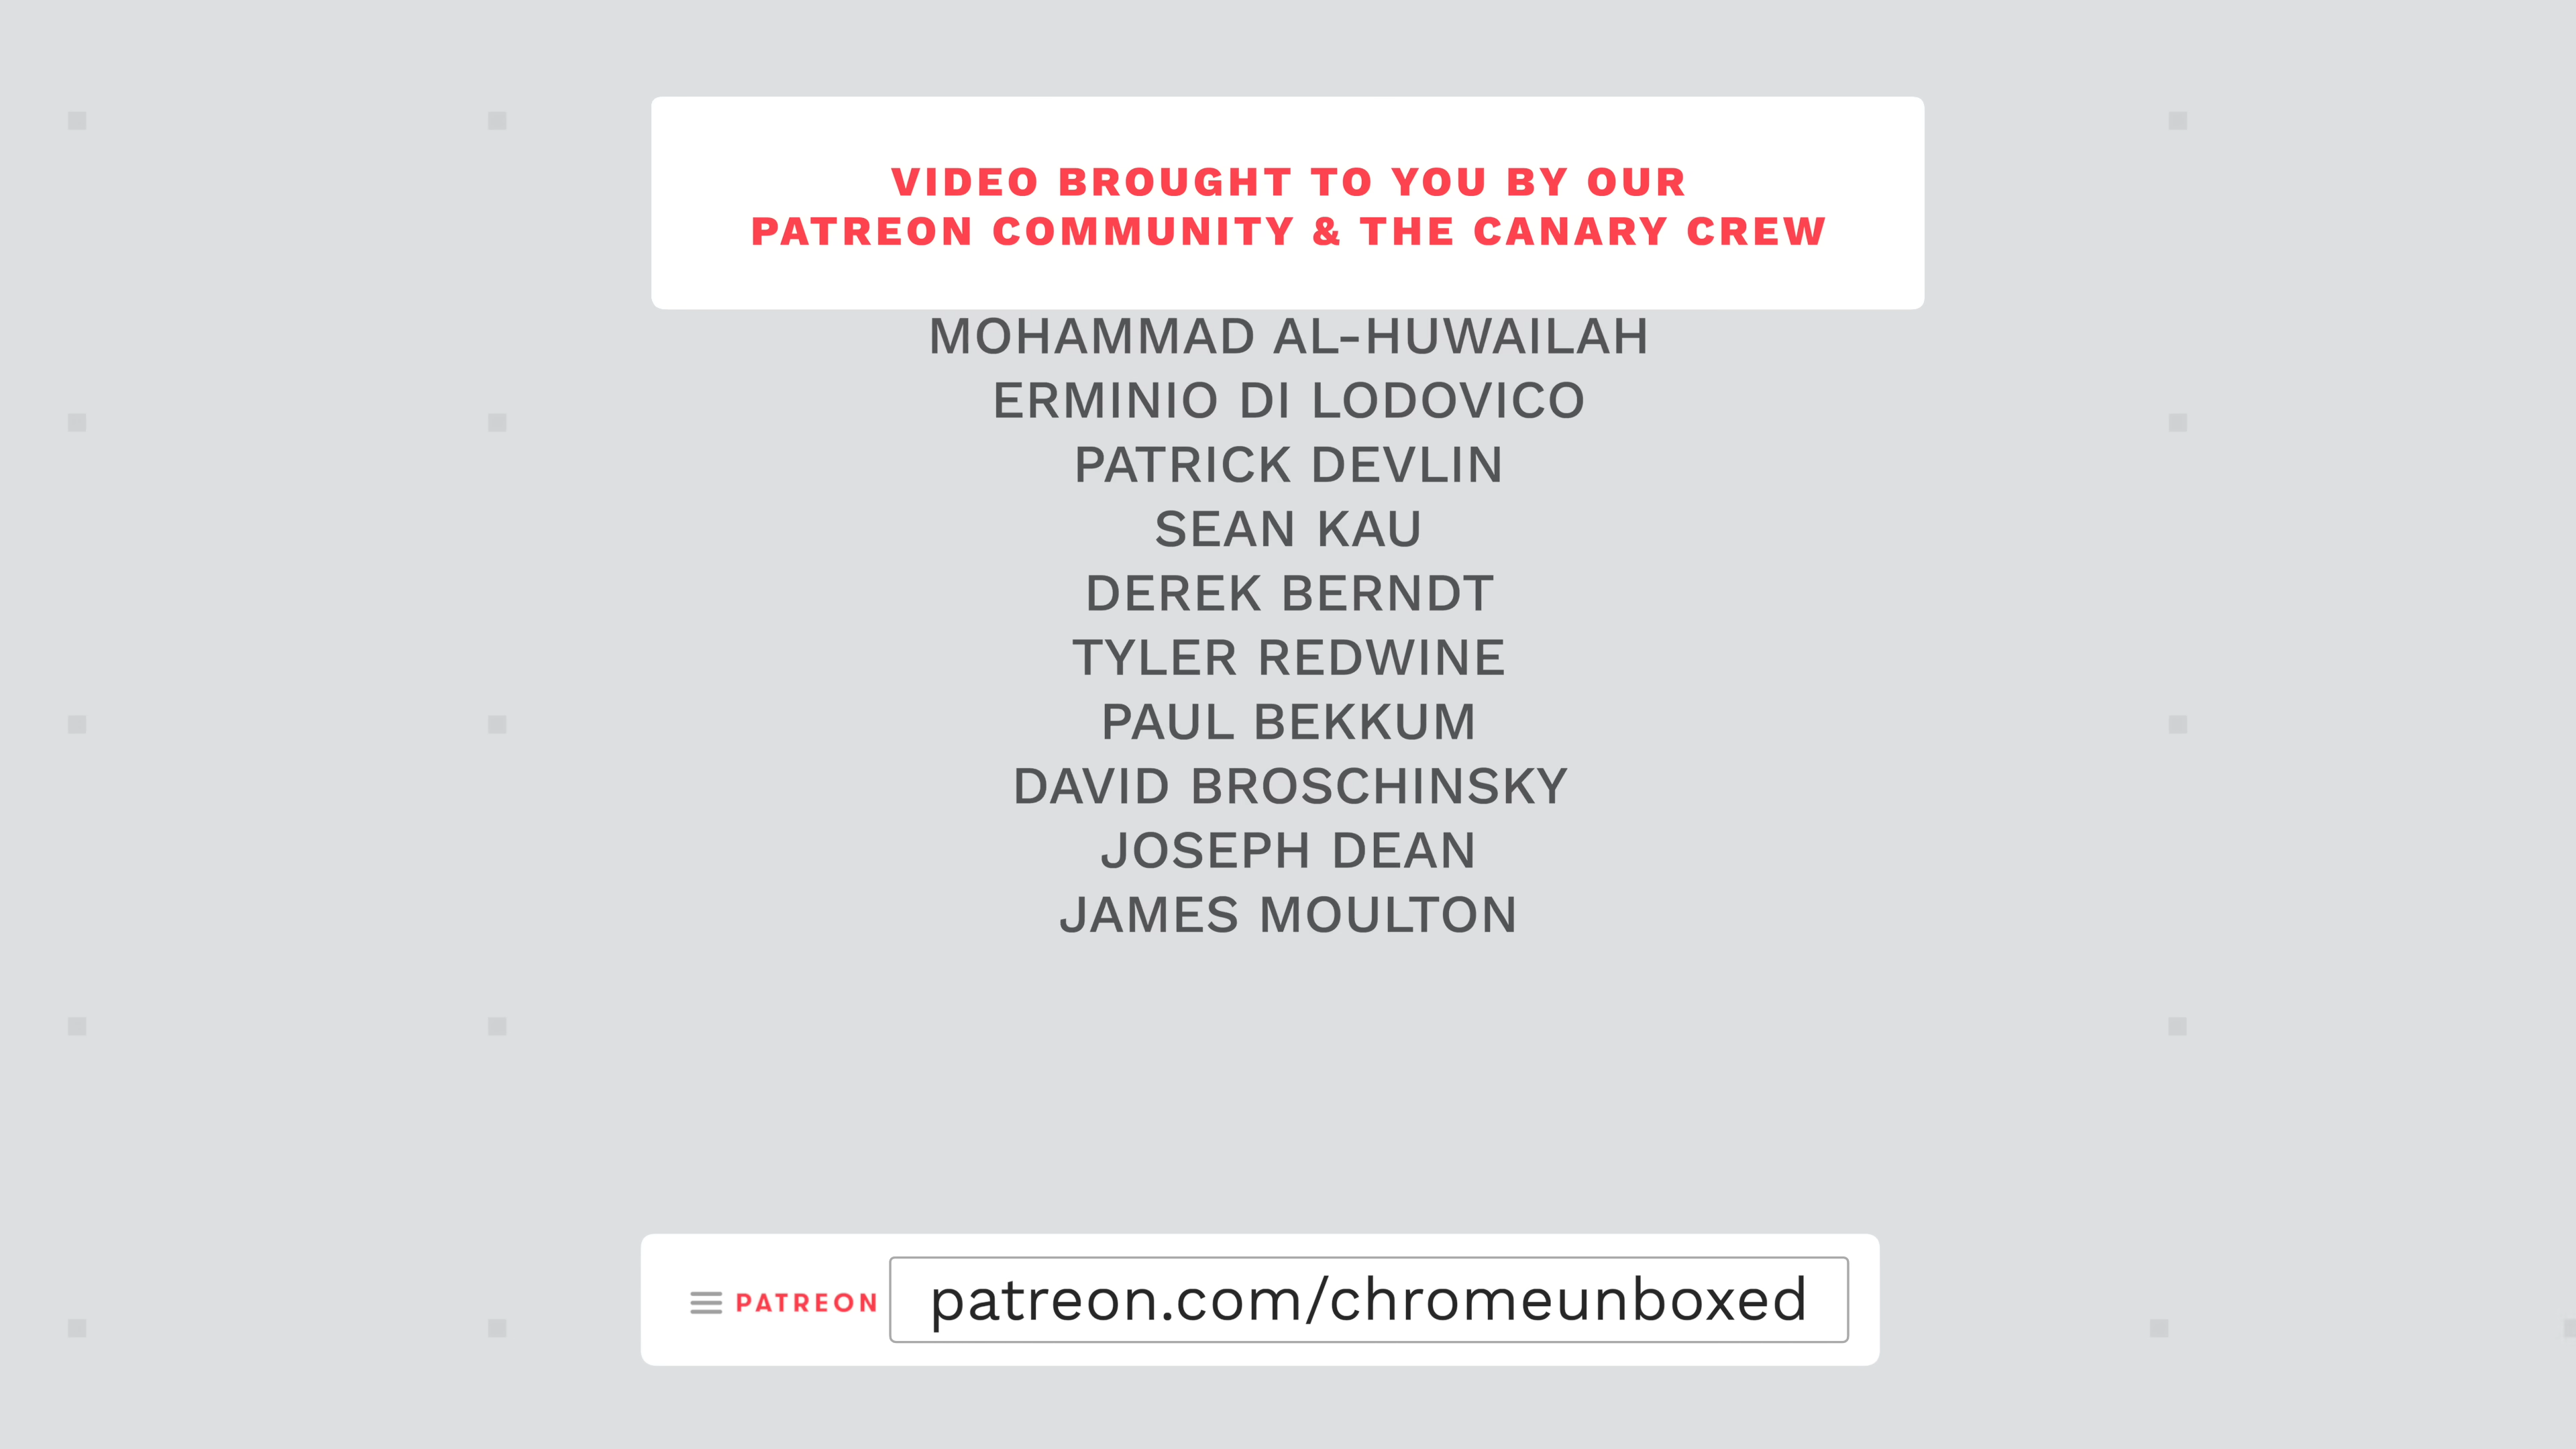 VIDEO BROUGHT TO YOU BY OUR
PATREON COMMUNITY & THE CANARY CREW
MOHAMMAD AL-HUWAILAH
ERMINIO DI LODOVICO
PATRICK DEVLIN
SEAN KAU
DEREK BERNDT
TYLER REDWINE
PAUL BEKKUM
DAVID BROSCHINSKY
JOSEPH DEAN
JAMES MOULTON
PATREON patreon.com/chromeunboxed